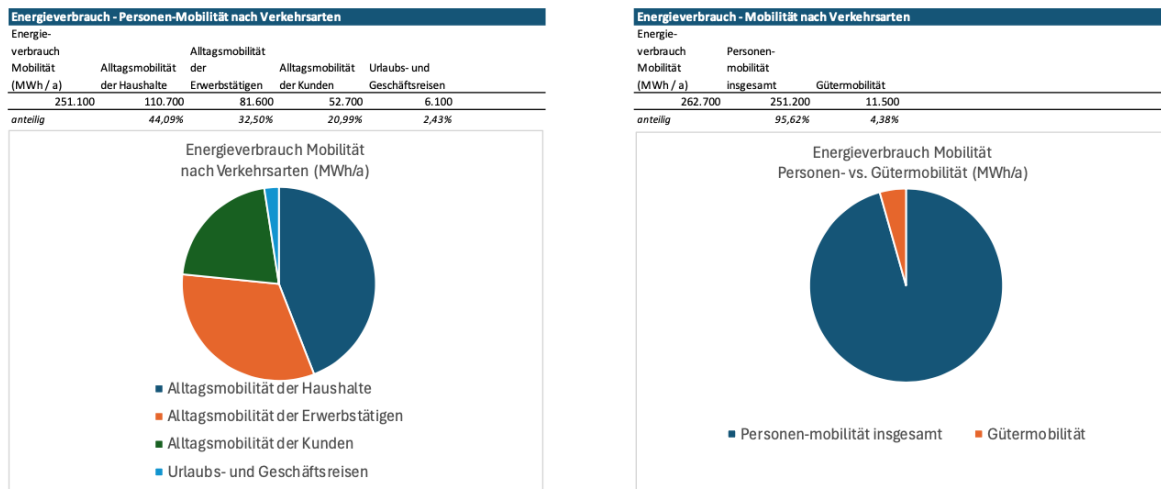 Energieverbrauch - Personen-Mobilität nach Verkehrsarten
Energie-
verbrauch Alltagsmobilität
Mobilität Alltagsmobilität der Alltagsmobilität Urlaubs- und
(MWh / a) der Haushalte Erwerbstätigen der Kunden Geschäftsreisen
251.100 110.700 81.600 52.700 6.100
anteilig 44,09% 32,50% 20,99% 2,43%
Energieverbrauch Mobilität
nach Verkehrsarten (MWh/a)
Alltagsmobilität der Haushalte
Alltagsmobilität der Erwerbstätigen
Alltagsmobilität der Kunden
Urlaubs- und Geschäftsreisen
Energieverbrauch - Mobilität nach Verkehrsarten
Energie-
verbrauch Personen-
Mobilität mobilität
(MWh / a) insgesamt Gütermobilität
262.700 251.200 11.500
anteilig 95,62% 4,38%
Energieverbrauch Mobilität
Personen- vs. Gütermobilität (MWh/a)
Personen-mobilität insgesamt Gütermobilität